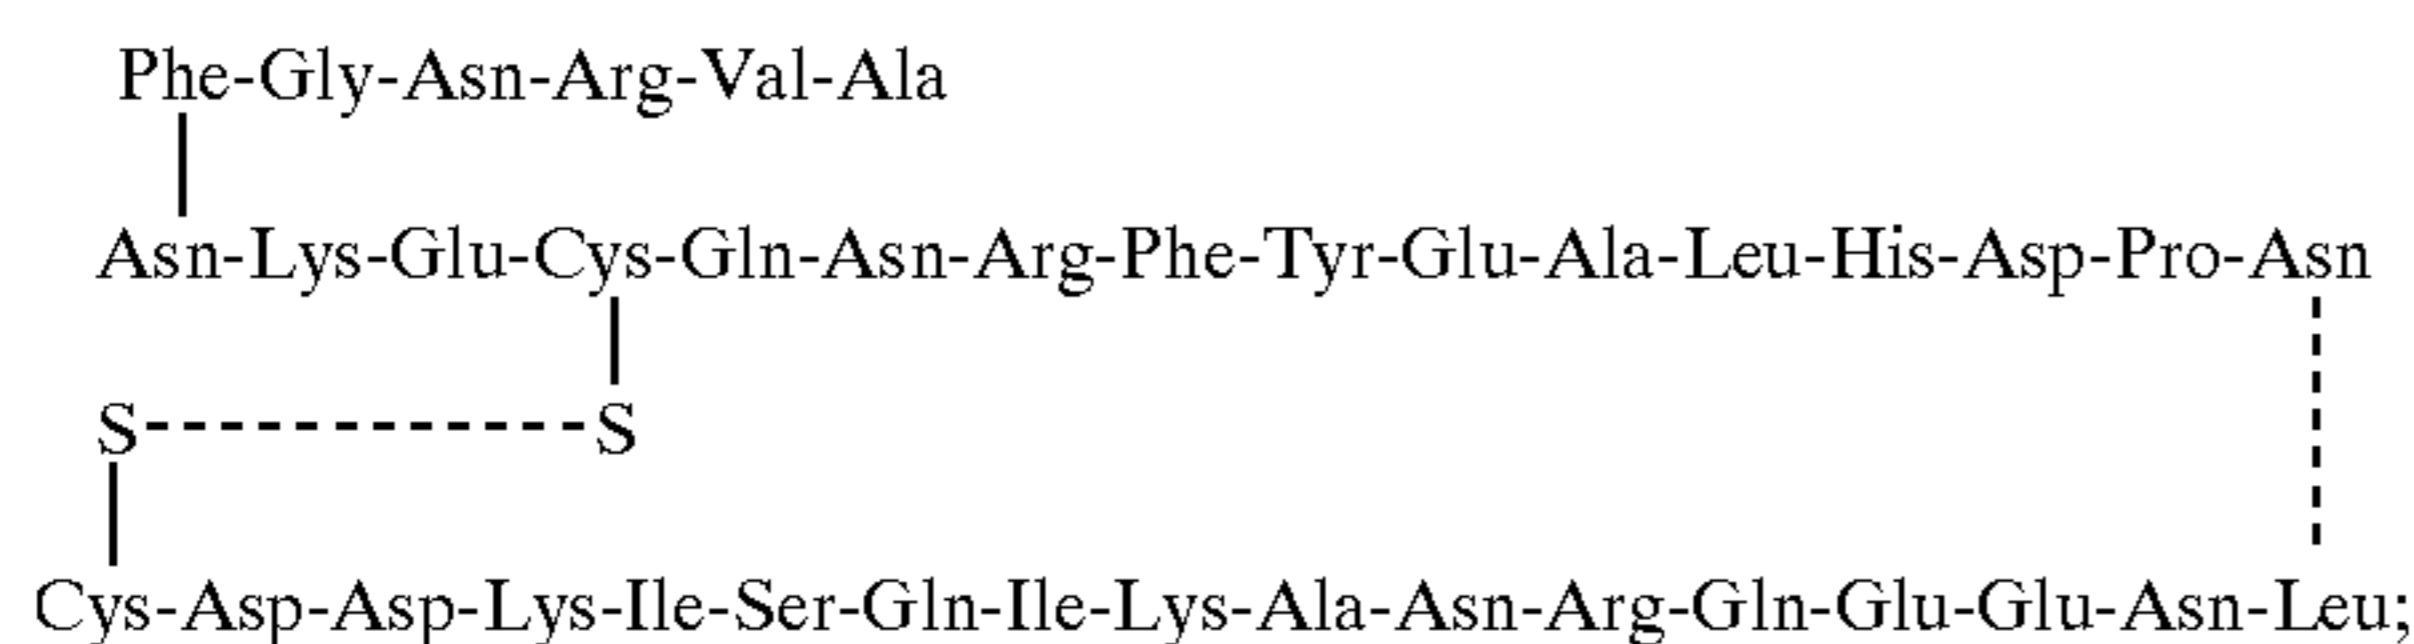 Phe-Gly-Asn-Arg-Val-Ala
Asn-Lys-Glu-Cys-Gln-Asn-Arg-Phe-Tyr-Glu-Ala-Leu-His-Asp-Pro-Asn
S------------S
Cys-Asp-Asp-Lys-Ile-Ser-Gln-Ile-Lys-Ala-Asn-Arg-Gln-Glu-Glu-Asn-Leu;